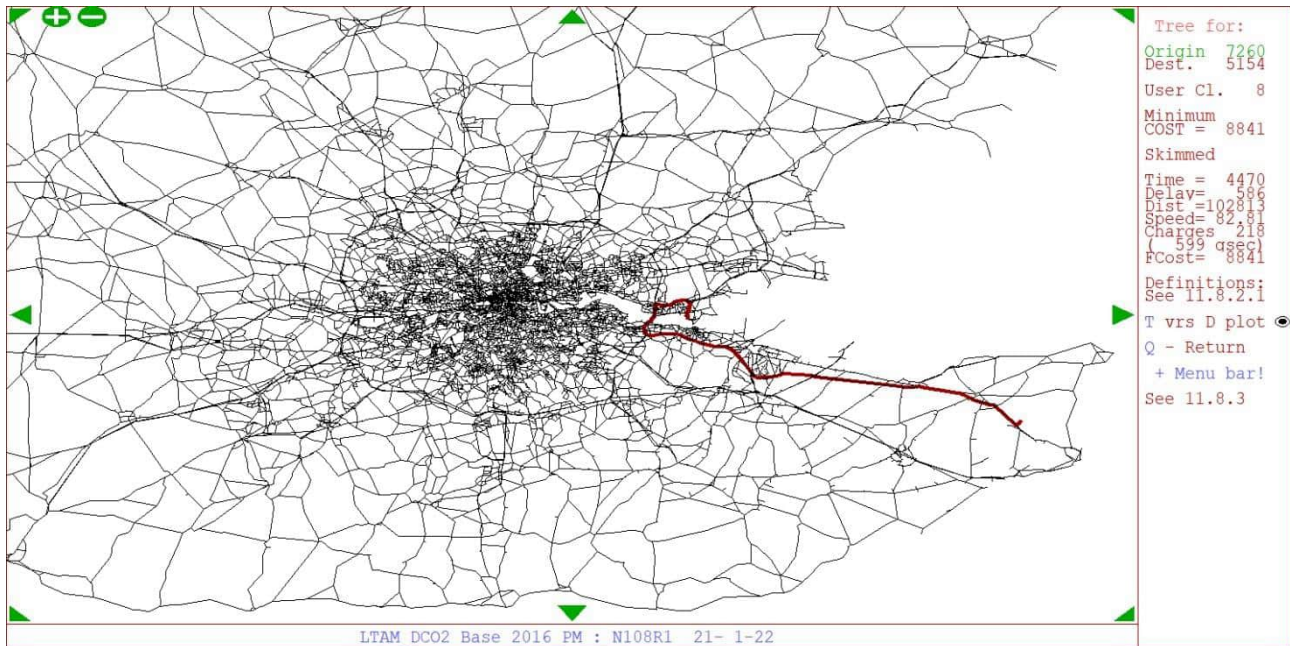 Tree for:
Origin 7260
Dest. 5154
User Cl. 8
Minimum
COST = 8841
Skimmed
Time = 4470
Delay= 586
Dist =102813
Speed= 82.81
Charges 218
( 599 gsec)
FCost= 8841
Definitions:
See 11.8.2.1
T vrs D plot
Q - Return
+ Menu bar!
See 11.8.3
LTAM DCO2 Base 2016 PM : N108R1 21- 1-22